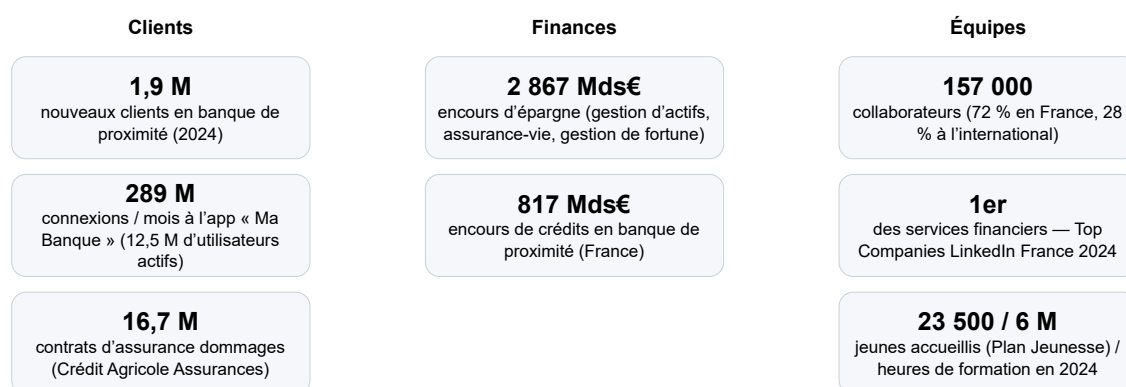 Clients
1,9 M
nouveaux clients en banque de
proximité (2024)
289 M
connexions / mois à l’app « Ma
Banque » (12,5 M d’utilisateurs
actifs)
16,7 M
contrats d’assurance dommages
(Crédit Agricole Assurances)
Finances
2 867 Mds€
encours d’épargne (gestion d’actifs,
assurance-vie, gestion de fortune)
817 Mds€
encours de crédits en banque de
proximité (France)
Équipes
157 000
collaborateurs (72 % en France, 28
% à l’international)
1er
des services financiers — Top
Companies LinkedIn France 2024
23 500 / 6 M
jeunes accueillis (Plan Jeunesse) /
heures de formation en 2024